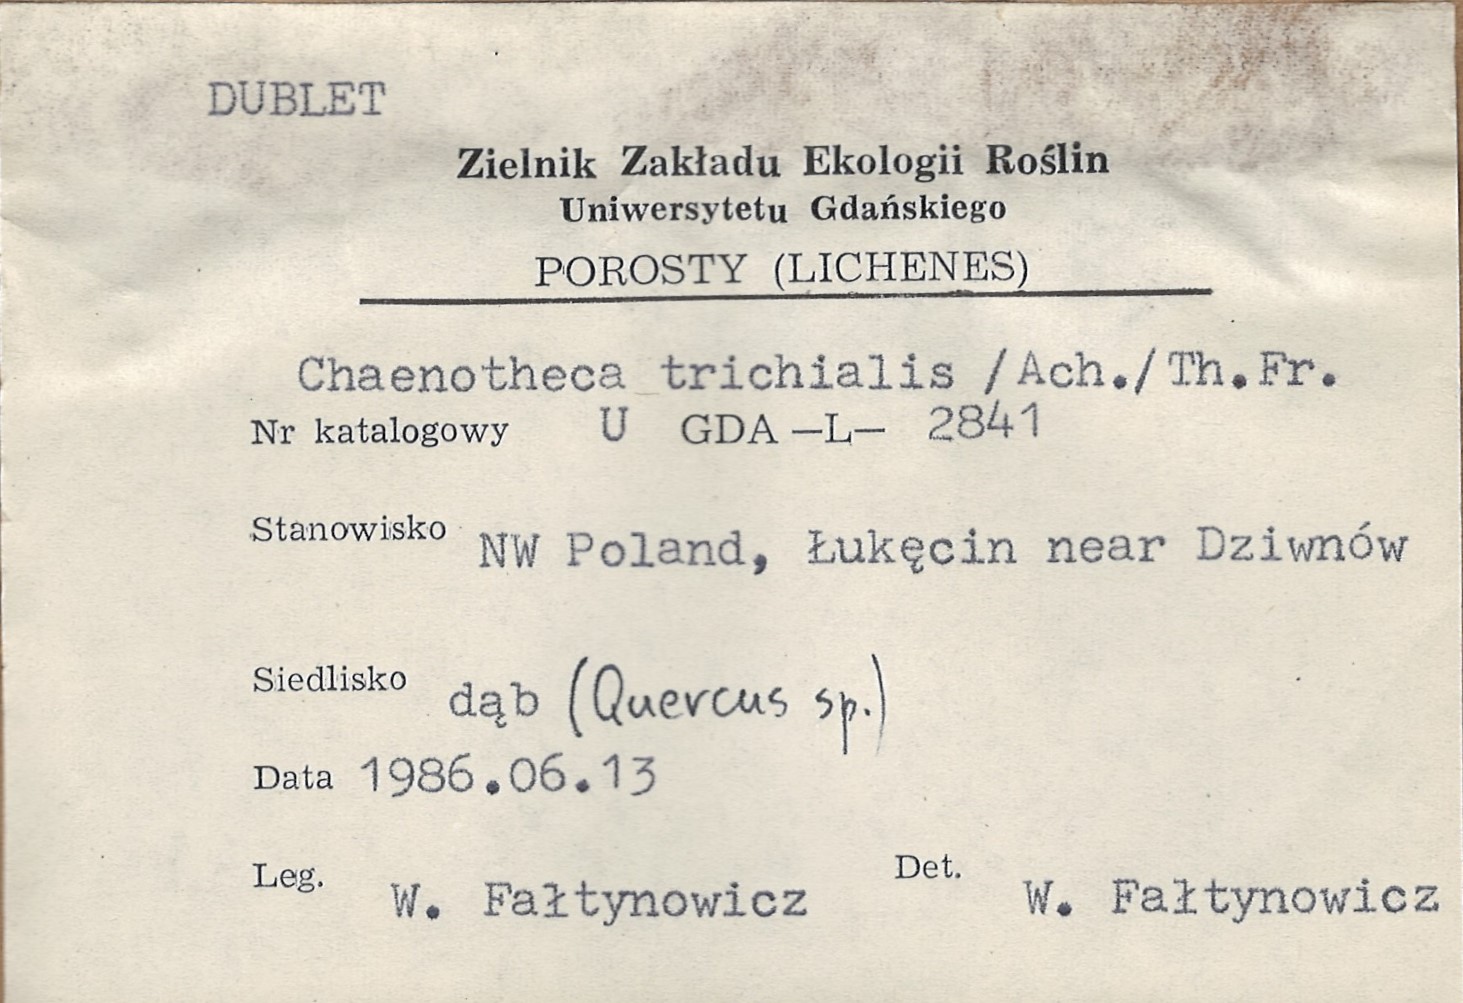 DUBLET
Zielnik Zakładu Ekologii Roślin
Uniwersytetu Gdańskiego
POROSTY (LICHENES)
Chaenotheca trichialis /Ach./Th.Fr.
Nr katalogowy U GDA —L— 2841
Stanowisko NW Poland, Łukęcin near Dziwnów
Siedlisko dąb (Quercus sp.)
Data 1986.06.13
Leg. W. Fałtynowicz Det. W. Fałtynowicz